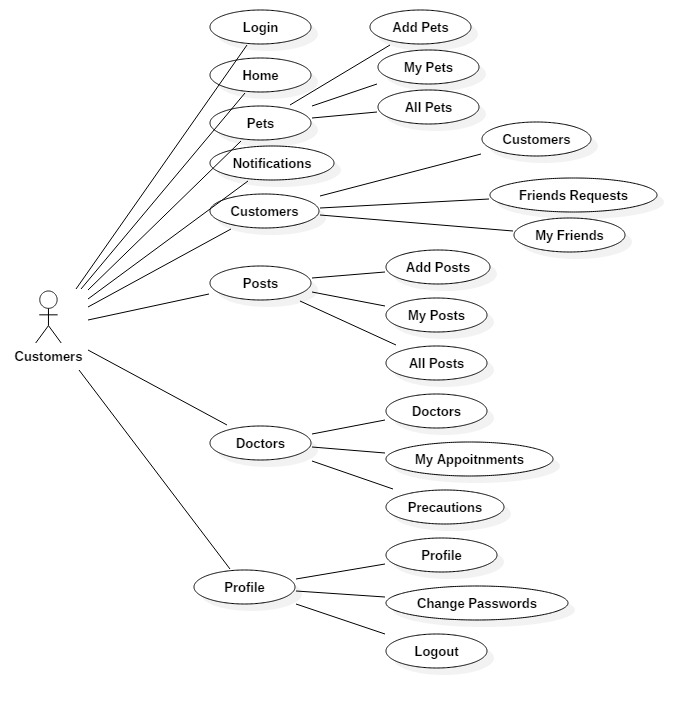 Login
Add Pets
Home
My Pets
All Pets
Pets
Customers
Notifications
Friends Requests
Customers
My Friends
Add Posts
Posts
My Posts
Customers
All Posts
Doctors
Doctors
My Appoitnments
Precautions
Profile
Profile
Change Passwords
Logout